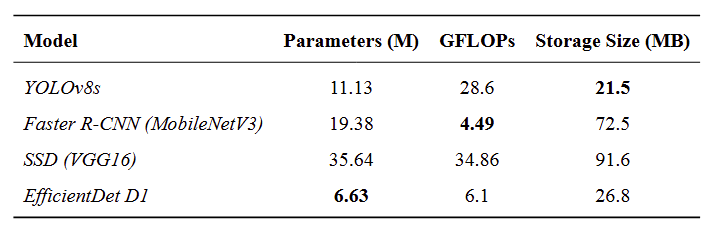 Model Parameters (M) GFLOPs Storage Size (MB)
YOLOv8s 11.13 28.6 21.5
Faster R-CNN (MobileNetV3) 19.38 4.49 72.5
SSD (VGG16) 35.64 34.86 91.6
EfficientDet D1 6.63 6.1 26.8